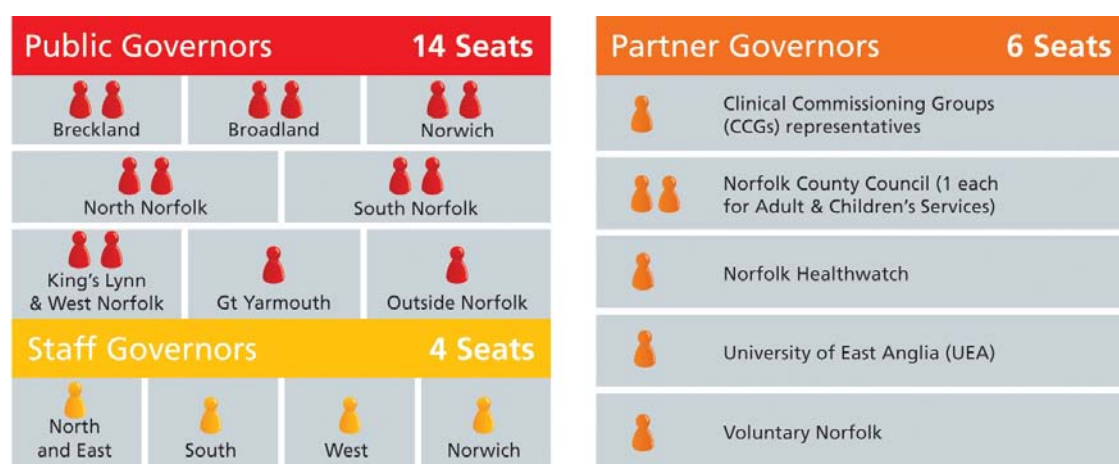 Public Governors 14 Seats
Breckland
Broadland
Norwich
North Norfolk
South Norfolk
King's Lynn
& West Norfolk
Gt Yarmouth
Outside Norfolk
Staff Governors 4 Seats
North
and East
South
West
Norwich
Partner Governors 6 Seats
Clinical Commissioning Groups
(CCGs) representatives
Norfolk County Council (1 each
for Adult & Children's Services)
Norfolk Healthwatch
University of East Anglia (UEA)
Voluntary Norfolk